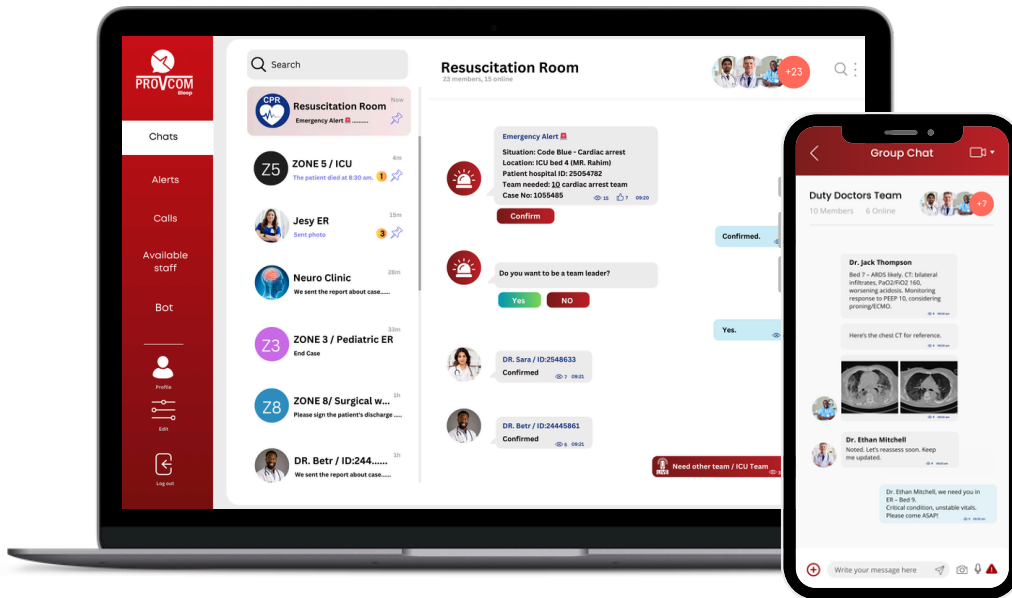 PROVCOM
Bleep
Chats
Alerts
Calls
Available
staff
Bot
Profile
Edit
Log out
Search
CPR
Resuscitation Room
Now
Emergency Alert 🚨 .........
Z5
ZONE 5 / ICU
4m
The patient died at 8:30 am.
1
Jesy ER
15m
Sent photo
3
Neuro Clinic
28m
We sent the report about case......
Z3
ZONE 3 / Pediatric ER
33m
End Case
Z8
ZONE 8/ Surgical w...
1h
Please sign the patient's discharge .....
DR. Betr / ID:244......
1h
We sent the report about case......
Resuscitation Room
23 members, 15 online
+23
Emergency Alert 🚨
Situation: Code Blue - Cardiac arrest
Location: ICU bed 4 (MR. Rahim)
Patient hospital ID: 25054782
Team needed: 10 cardiac arrest team
Case No: 1055485
15 7 09:20
Confirm
Confirmed.
Do you want to be a team leader?
Yes
NO
Yes.
DR. Sara / ID:2548633
Confirmed
7 09:21
DR. Betr / ID:24445861
Confirmed
5 09:21
LIVE
Need other team / ICU Team
Group Chat
Duty Doctors Team
10 Members 6 Online
+7
Dr. Jack Thompson
Bed 7 – ARDS likely. CT: bilateral
infiltrates, PaO2/FiO2 160,
worsening acidosis. Monitoring
response to PEEP 10, considering
proning/ECMO.
Here's the chest CT for reference.
Dr. Ethan Mitchell
Noted. Let's reassess soon. Keep
me updated.
Dr. Ethan Mitchell, we need you in
ER – Bed 9.
Critical condition, unstable vitals.
Please come ASAP!
Write your message here